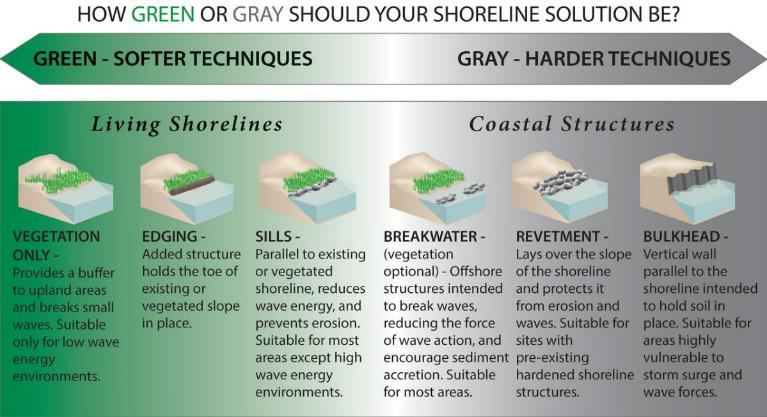 HOW GREEN OR GRAY SHOULD YOUR SHORELINE SOLUTION BE?
GREEN - SOFTER TECHNIQUES
GRAY - HARDER TECHNIQUES
Living Shorelines
Coastal Structures
VEGETATION
ONLY -
Provides a buffer
to upland areas
and breaks small
waves. Suitable
only for low wave
energy
environments.
EDGING -
Added structure
holds the toe of
existing or
vegetated slope
in place.
SILLS -
Parallel to existing
or vegetated
shoreline, reduces
wave energy, and
prevents erosion.
Suitable for most
areas except high
wave energy
environments.
BREAKWATER -
(vegetation
optional) - Offshore
structures intended
to break waves,
reducing the force
of wave action, and
encourage sediment
accretion. Suitable
for most areas.
REVETMENT -
Lays over the slope
of the shoreline
and protects it
from erosion and
waves. Suitable for
sites with
pre-existing
hardened shoreline
structures.
BULKHEAD -
Vertical wall
parallel to the
shoreline intended
to hold soil in
place. Suitable for
areas highly
vulnerable to
storm surge and
wave forces.